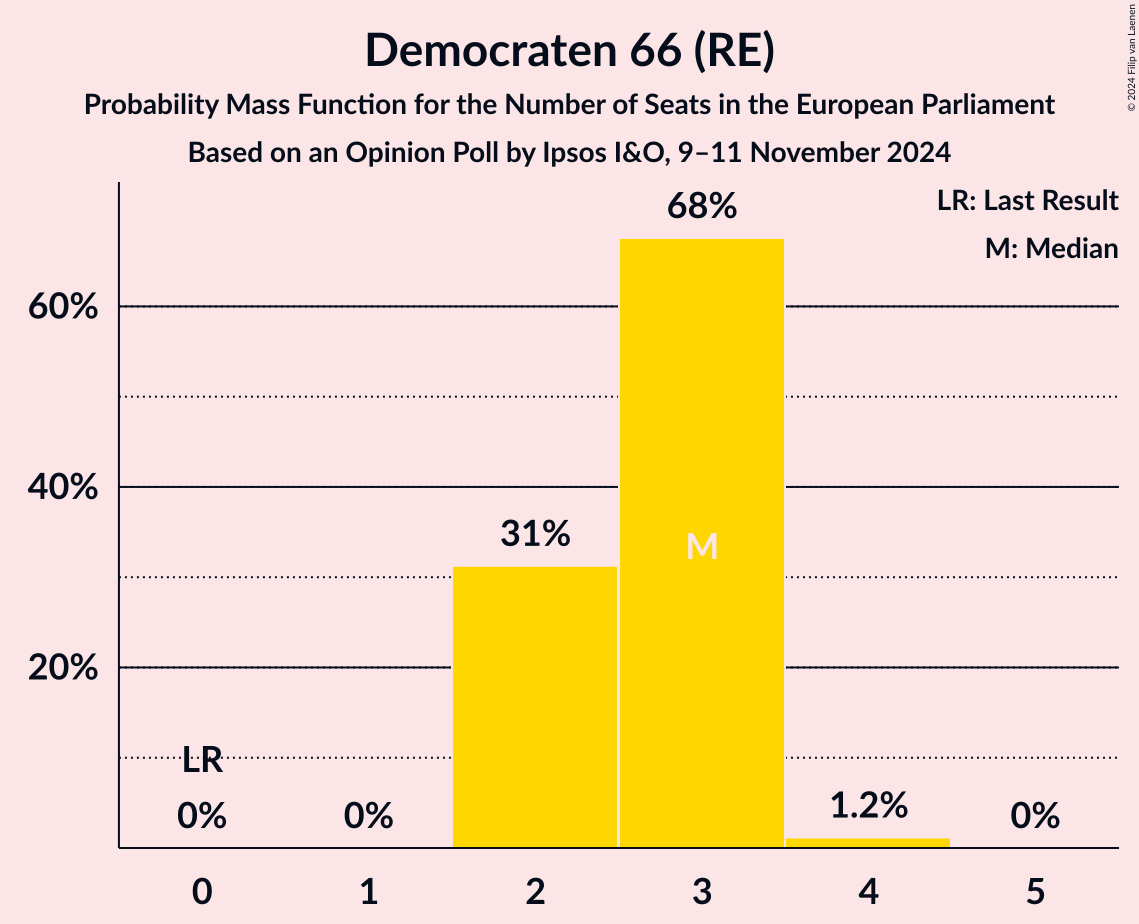 Democraten 66 (RE)
Probability Mass Function for the Number of Seats in the European Parliament
Based on an Opinion Poll by Ipsos I&O, 9–11 November 2024
© 2024 Filip van Laenen
LR: Last Result
M: Median
68%
60%
40%
31%
M
20%
LR
0%
0%
1.2%
0%
0
1
2
3
4
5